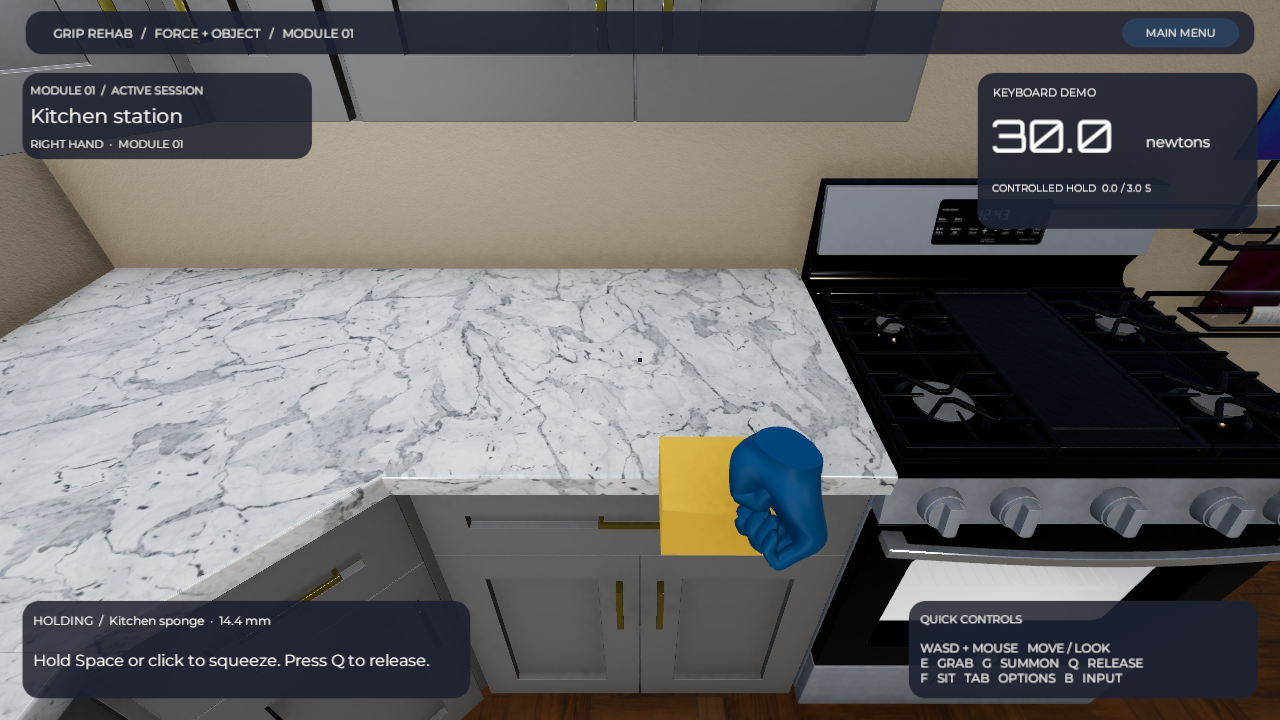 GRIP REHAB / FORCE + OBJECT / MODULE 01
MAIN MENU
MODULE 01 / ACTIVE SESSION
Kitchen station
RIGHT HAND · MODULE 01
KEYBOARD DEMO
30.0 newtons
CONTROLLED HOLD 0.0 / 3.0 S
12:43
HOLDING / Kitchen sponge · 14.4 mm
Hold Space or click to squeeze. Press Q to release.
QUICK CONTROLS
WASD + MOUSE MOVE / LOOK
E GRAB G SUMMON Q RELEASE
F SIT TAB OPTIONS B INPUT